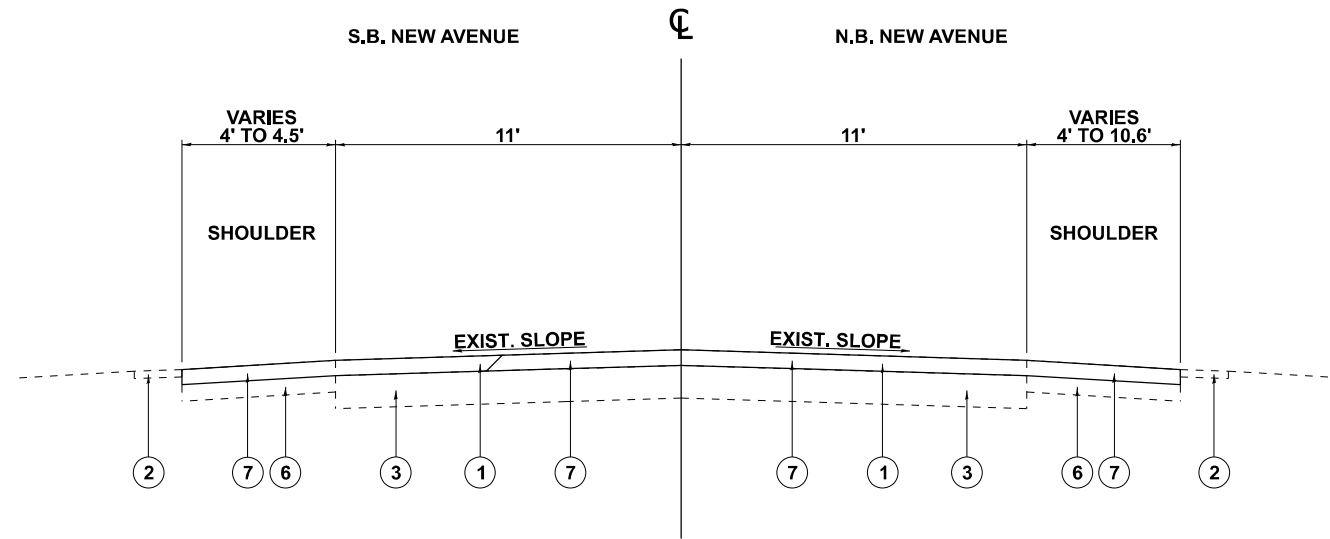 ℄
S.B. NEW AVENUE
N.B. NEW AVENUE
VARIES
4' TO 4.5'
11'
11'
VARIES
4' TO 10.6'
SHOULDER
SHOULDER
EXIST. SLOPE
EXIST. SLOPE
2
7
6
3
1
7
7
1
3
6
7
2